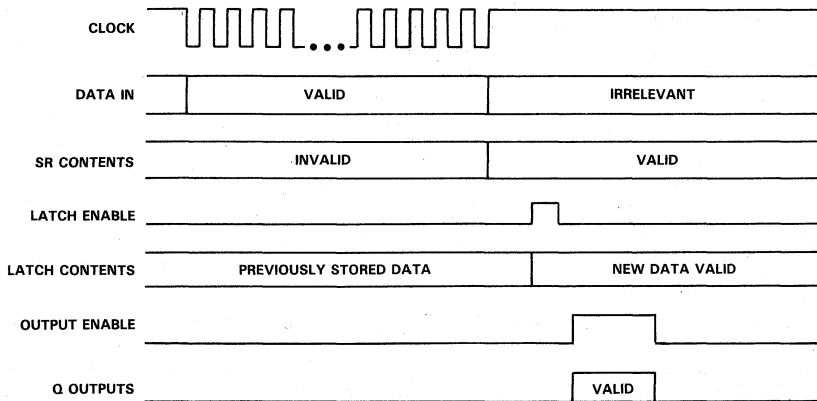 CLOCK
DATA IN VALID IRRELEVANT
SR CONTENTS INVALID VALID
LATCH ENABLE
LATCH CONTENTS PREVIOUSLY STORED DATA NEW DATA VALID
OUTPUT ENABLE
Q OUTPUTS VALID